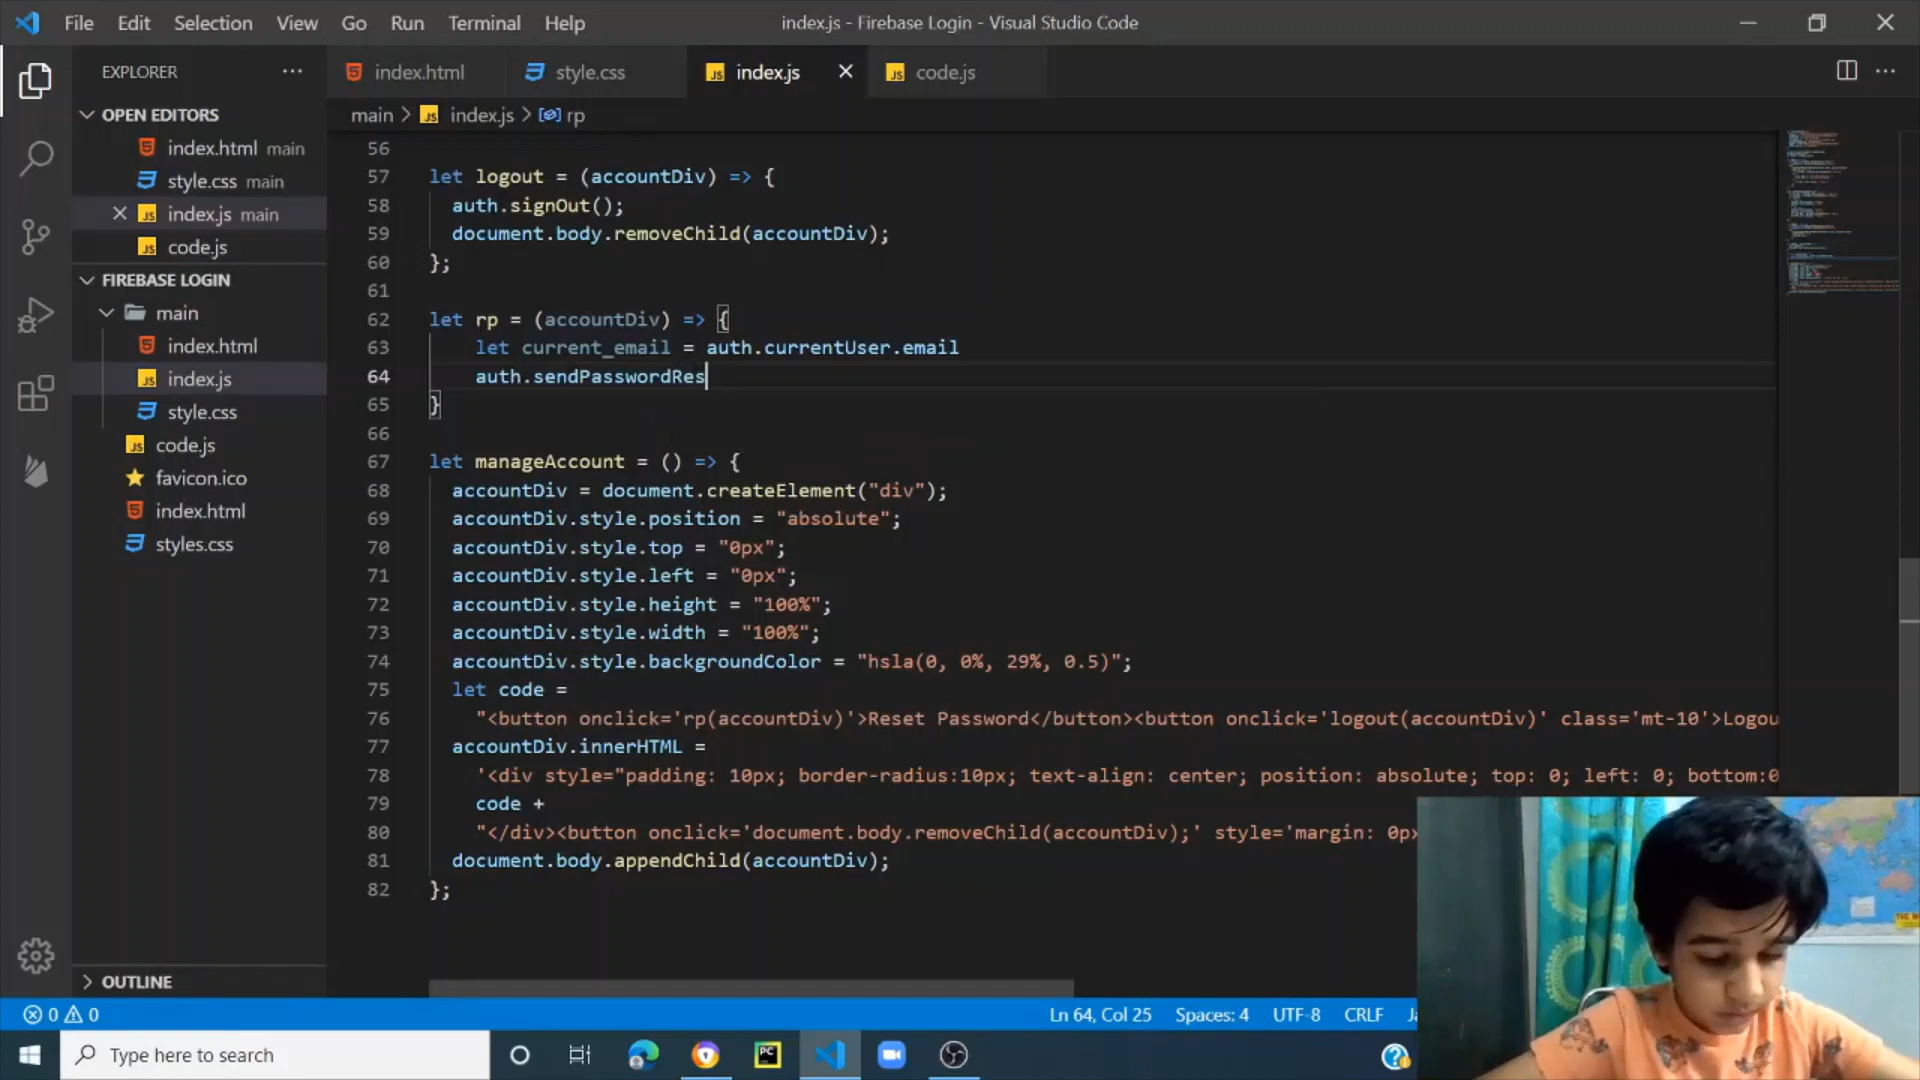 File Edit Selection View Go Run Terminal Help
index.js - Firebase Login - Visual Studio Code
EXPLORER
index.html
style.css
index.js
code.js
OPEN EDITORS
index.html main
style.css main
index.js main
code.js
FIREBASE LOGIN
main
index.html
index.js
style.css
code.js
favicon.ico
index.html
styles.css
OUTLINE
main > index.js > rp
56
57 let logout = (accountDiv) => {
58 auth.signOut();
59 document.body.removeChild(accountDiv);
60 };
61
62 let rp = (accountDiv) => {
63 let current_email = auth.currentUser.email
64 auth.sendPasswordRes
65 }
66
67 let manageAccount = () => {
68 accountDiv = document.createElement("div");
69 accountDiv.style.position = "absolute";
70 accountDiv.style.top = "0px";
71 accountDiv.style.left = "0px";
72 accountDiv.style.height = "100%";
73 accountDiv.style.width = "100%";
74 accountDiv.style.backgroundColor = "hsla(0, 0%, 29%, 0.5)";
75 let code =
76 "<button onclick='rp(accountDiv)'>Reset Password</button><button onclick='logout(accountDiv)' class='mt-10'>Logou
77 accountDiv.innerHTML =
78 '<div style="padding: 10px; border-radius:10px; text-align: center; position: absolute; top: 0; left: 0; bottom:0
79 code +
80 "</div><button onclick='document.body.removeChild(accountDiv);' style='margin: 0px
81 document.body.appendChild(accountDiv);
82 };
0 0
Ln 64, Col 25 Spaces: 4 UTF-8 CRLF
Type here to search
PC